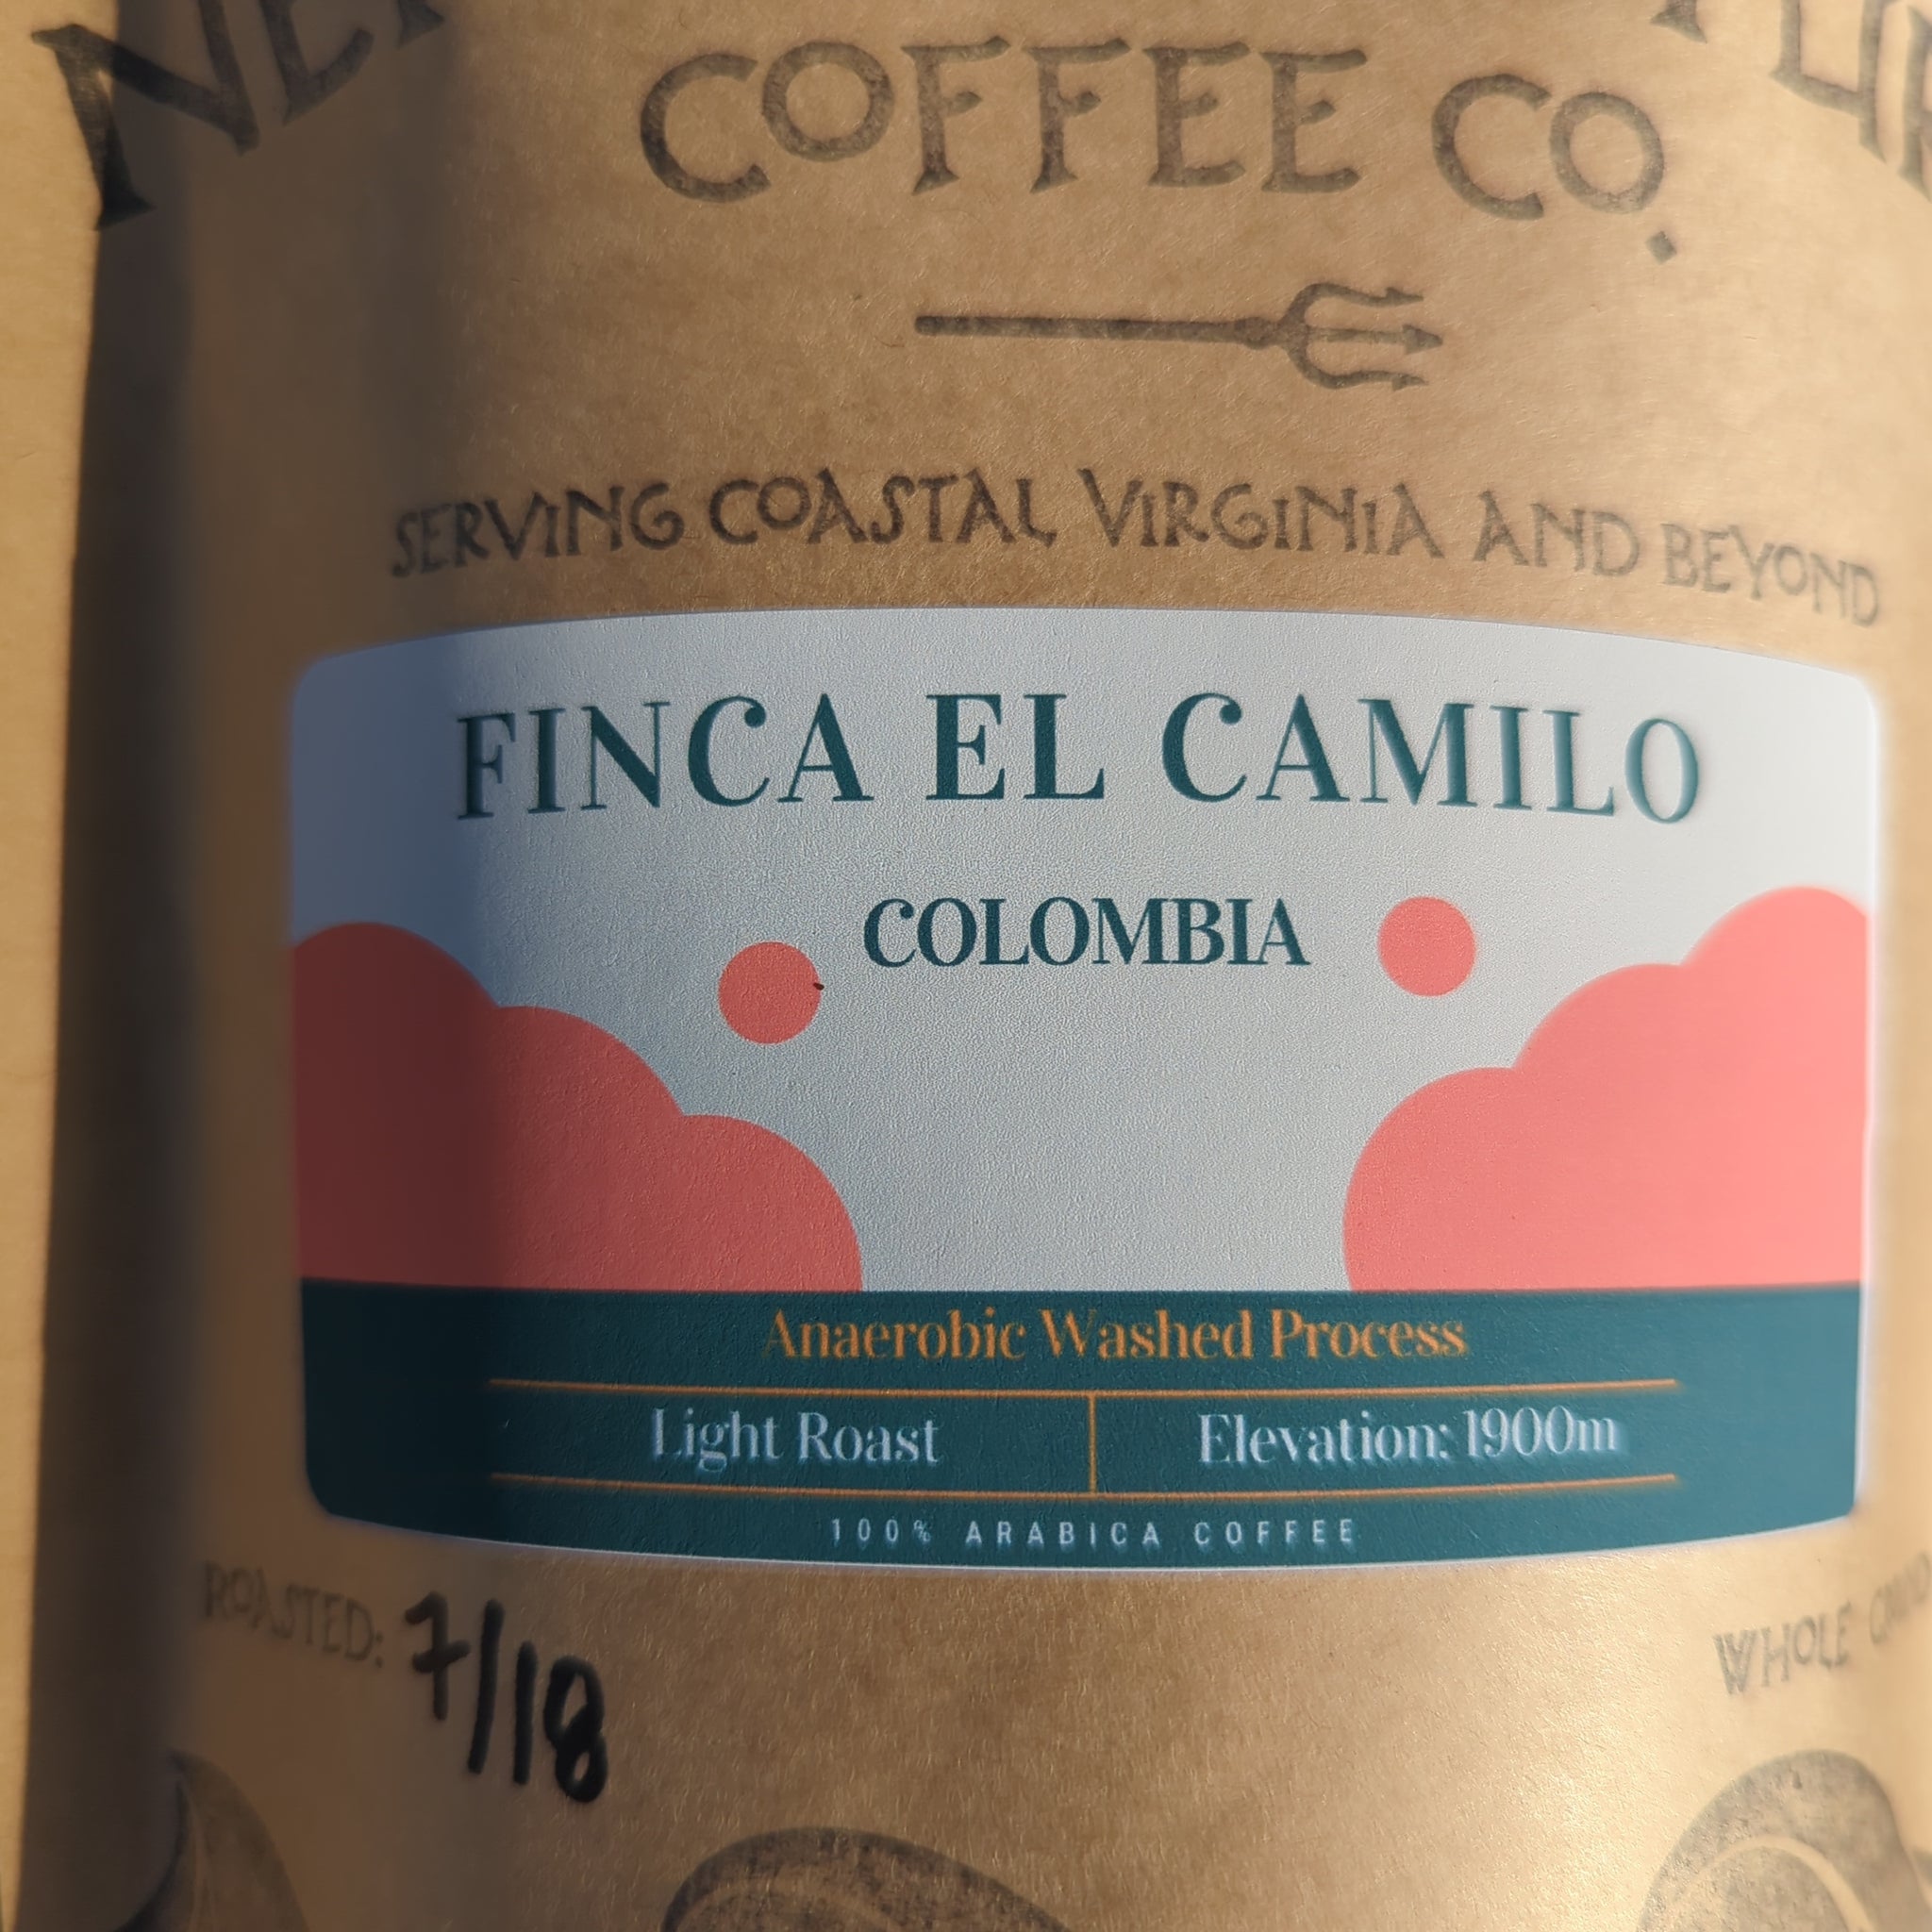 COFFEE CO.
SERVING COASTAL VIRGINIA AND BEYOND
FINCA EL CAMILO
COLOMBIA
Anaerobic Washed Process
Light Roast
Elevation: 1900m
100% ARABICA COFFEE
ROASTED: 7/18
WHOLE